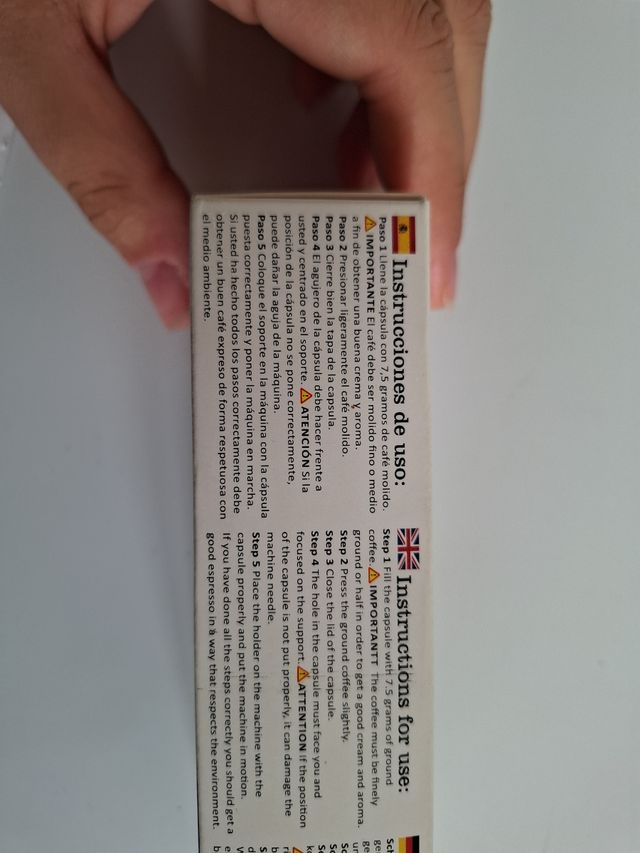 Instrucciones de uso:
Paso 1 Llene la cápsula con 7,5 gramos de café molido.
IMPORTANTE El café debe ser molido fino o medio
a fin de obtener una buena crema y aroma.
Paso 2 Presionar ligeramente el café molido.
Paso 3 Cierre bien la tapa de la capsula.
Paso 4 El agujero de la cápsula debe hacer frente a
usted y centrado en el soporte. ATENCIÓN Si la
posición de la cápsula no se pone correctamente,
puede dañar la aguja de la máquina.
Paso 5 Coloque el soporte en la máquina con la cápsula
puesta correctamente y poner la máquina en marcha.
Si usted ha hecho todos los pasos correctamente debe
obtener un buen café expreso de forma respetuosa con
el medio ambiente.
Instructions for use:
Step 1 Fill the capsule with 7.5 grams of ground
coffee. IMPORTANTT The coffee must be finely
ground or half in order to get a good cream and aroma.
Step 2 Press the ground coffee slightly.
Step 3 Close the lid of the capsule.
Step 4 The hole in the capsule must face you and
focused on the support. ATTENTION If the position
of the capsule is not put properly, it can damage the
machine needle.
Step 5 Place the holder on the machine with the
capsule properly and put the machine in motion.
If you have done all the steps correctly you should get a
good espresso in a way that respects the environment.